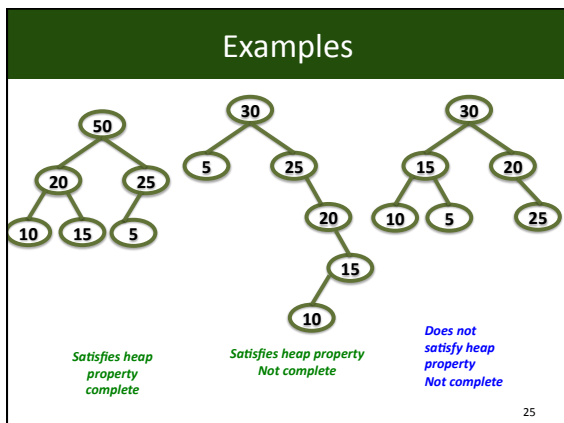 Examples
50
20 25
10 15 5
30
5 25
20
15
10
30
15 20
10 5 25
Satisfies heap
property
complete
Satisfies heap property
Not complete
Does not
satisfy heap
property
Not complete
25